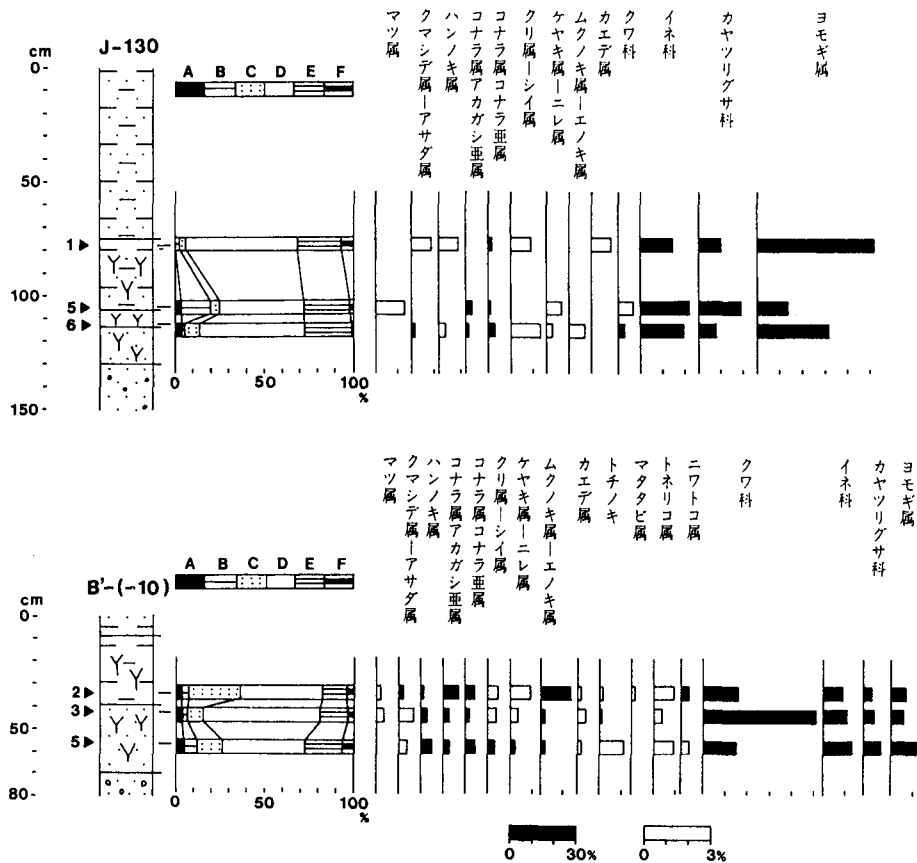 cm
J-130
0-
50-
100-
150-
1▶
5▶
6▶
A B C D E F
0 50 100
%
マツ属
クマシデ属―アサダ属
ハンノキ属
コナラ属アカガシ亜属
コナラ属コナラ亜属
クリ属―シイ属
ケヤキ属―ニレ属
ムクノキ属―エノキ属
カエデ属
クワ科
イネ科
カヤツリグサ科
ヨモギ属
cm
B'-(-10)
0-
50-
80-
2▶
3▶
5▶
A B C D E F
0 50 100
%
マツ属
クマシデ属―アサダ属
ハンノキ属
コナラ属アカガシ亜属
コナラ属コナラ亜属
クリ属―シイ属
ケヤキ属―ニレ属
ムクノキ属―エノキ属
カエデ属
トチノキ
マタタビ属
トネリコ属
ニワトコ属
クワ科
イネ科
カヤツリグサ科
ヨモギ属
0 30%
0 3%